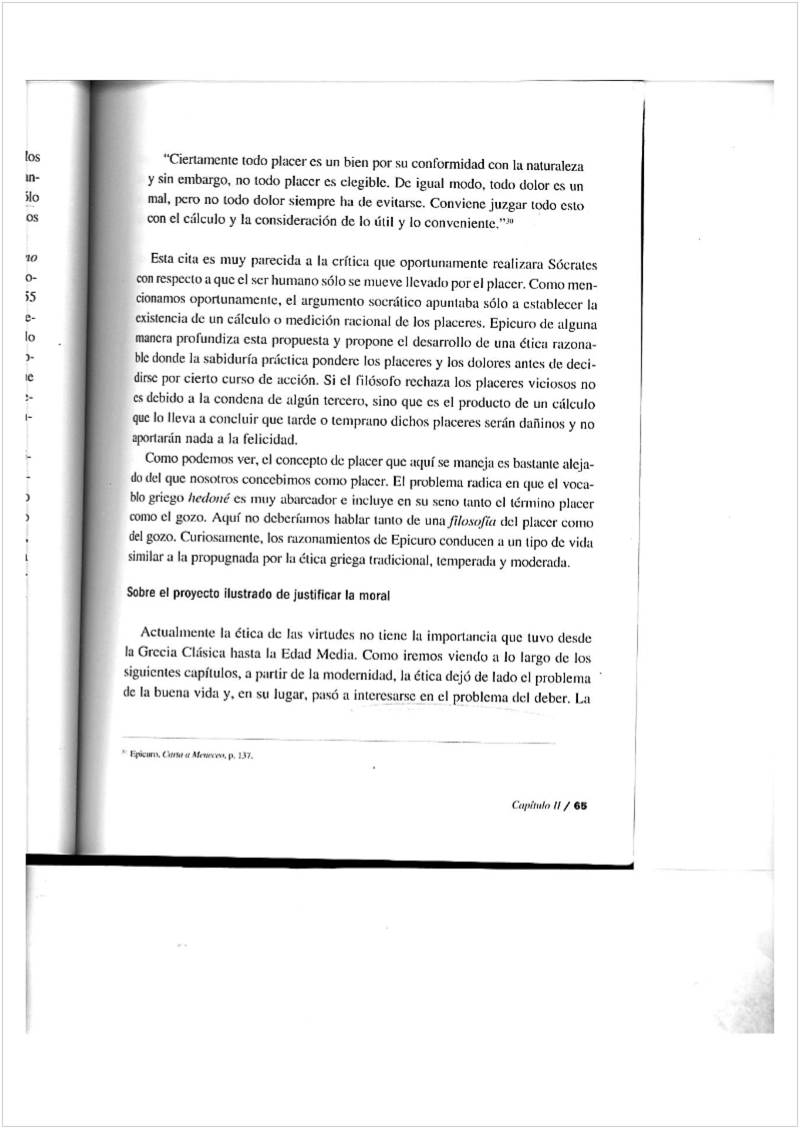 los
an-
ólo
os
no
o-
55
e-
lo
o-
ne
e-
"Ciertamente todo placer es un bien por su conformidad con la naturaleza
y sin embargo, no todo placer es elegible. De igual modo, todo dolor es un
mal, pero no todo dolor siempre ha de evitarse. Conviene juzgar todo esto
con el cálculo y la consideración de lo útil y lo conveniente."³⁰
Esta cita es muy parecida a la crítica que oportunamente realizara Sócrates
con respecto a que el ser humano sólo se mueve llevado por el placer. Como men-
cionamos oportunamente, el argumento socrático apuntaba sólo a establecer la
existencia de un cálculo o medición racional de los placeres. Epicuro de alguna
manera profundiza esta propuesta y propone el desarrollo de una ética razona-
ble donde la sabiduría práctica pondere los placeres y los dolores antes de deci-
dirse por cierto curso de acción. Si el filósofo rechaza los placeres viciosos no
es debido a la condena de algún tercero, sino que es el producto de un cálculo
que lo lleva a concluir que tarde o temprano dichos placeres serán dañinos y no
aportarán nada a la felicidad.
Como podemos ver, el concepto de placer que aquí se maneja es bastante aleja-
do del que nosotros concebimos como placer. El problema radica en que el voca-
blo griego hedoné es muy abarcador e incluye en su seno tanto el término placer
como el gozo. Aquí no deberíamos hablar tanto de una filosofía del placer como
del gozo. Curiosamente, los razonamientos de Epicuro conducen a un tipo de vida
similar a la propugnada por la ética griega tradicional, temperada y moderada.
Sobre el proyecto ilustrado de justificar la moral
Actualmente la ética de las virtudes no tiene la importancia que tuvo desde
la Grecia Clásica hasta la Edad Media. Como iremos viendo a lo largo de los
siguientes capítulos, a partir de la modernidad, la ética dejó de lado el problema
de la buena vida y, en su lugar, pasó a interesarse en el problema del deber. La
Epicuro, Carta a Meneceo, p. 137.
Capítulo II / 65